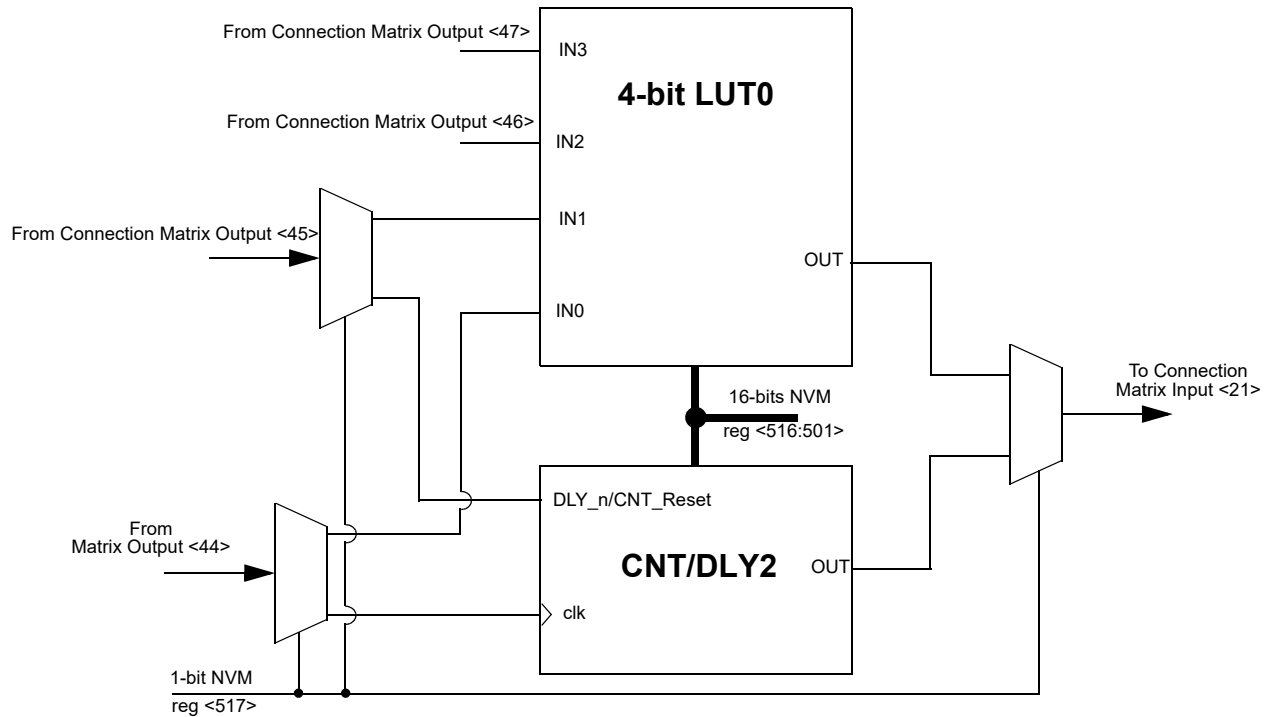 From Connection Matrix Output <47>
IN3
4-bit LUT0
From Connection Matrix Output <46>
IN2
IN1
From Connection Matrix Output <45>
OUT
IN0
To Connection
Matrix Input <21>
16-bits NVM
reg <516:501>
DLY_n/CNT_Reset
From
Matrix Output <44>
CNT/DLY2
OUT
clk
1-bit NVM
reg <517>